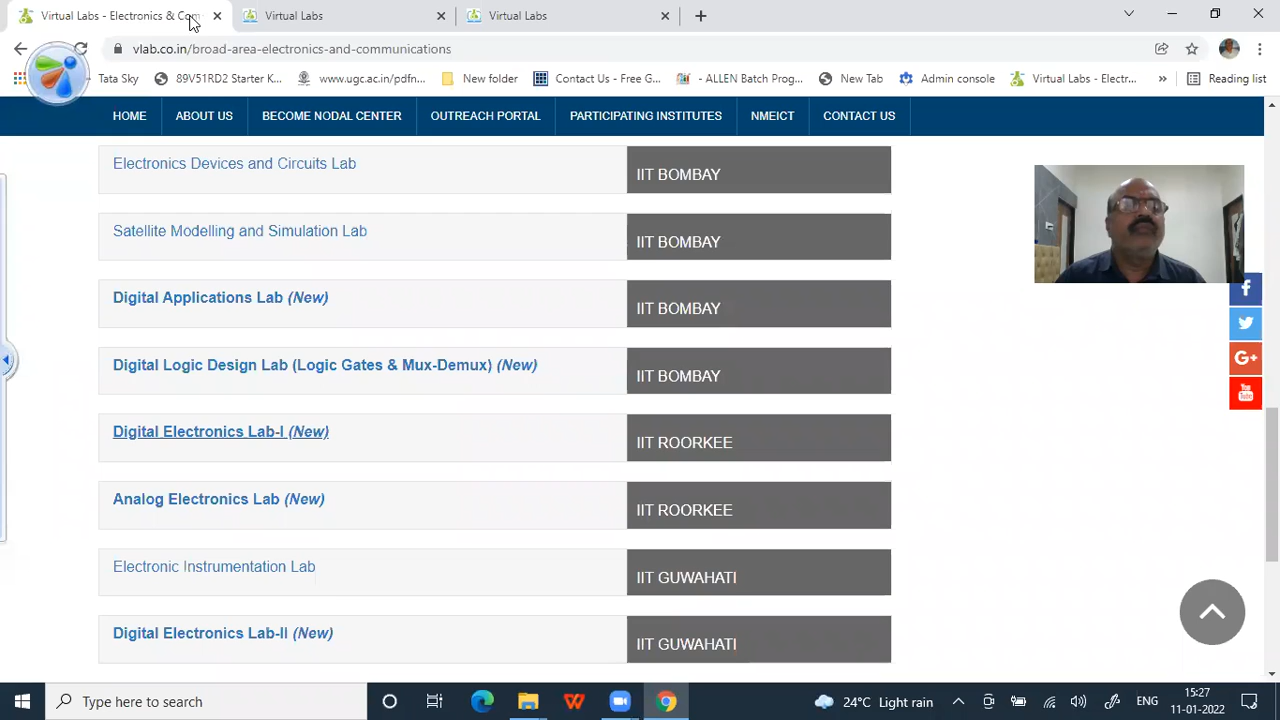 Virtual Labs - Electronics & Com
Virtual Labs
Virtual Labs
vlab.co.in/broad-area-electronics-and-communications
Tata Sky
89V51RD2 Starter K...
www.ugc.ac.in/pdfn...
New folder
Contact Us - Free G...
- ALLEN Batch Prog...
New Tab
Admin console
Virtual Labs - Electr...
»
Reading list
HOME
ABOUT US
BECOME NODAL CENTER
OUTREACH PORTAL
PARTICIPATING INSTITUTES
NMEICT
CONTACT US
Electronics Devices and Circuits Lab
IIT BOMBAY
Satellite Modelling and Simulation Lab
IIT BOMBAY
Digital Applications Lab (New)
IIT BOMBAY
Digital Logic Design Lab (Logic Gates & Mux-Demux) (New)
IIT BOMBAY
Digital Electronics Lab-I (New)
IIT ROORKEE
Analog Electronics Lab (New)
IIT ROORKEE
Electronic Instrumentation Lab
IIT GUWAHATI
Digital Electronics Lab-II (New)
IIT GUWAHATI
f
G+
You Tube
Type here to search
24°C Light rain
ENG
15:27
11-01-2022